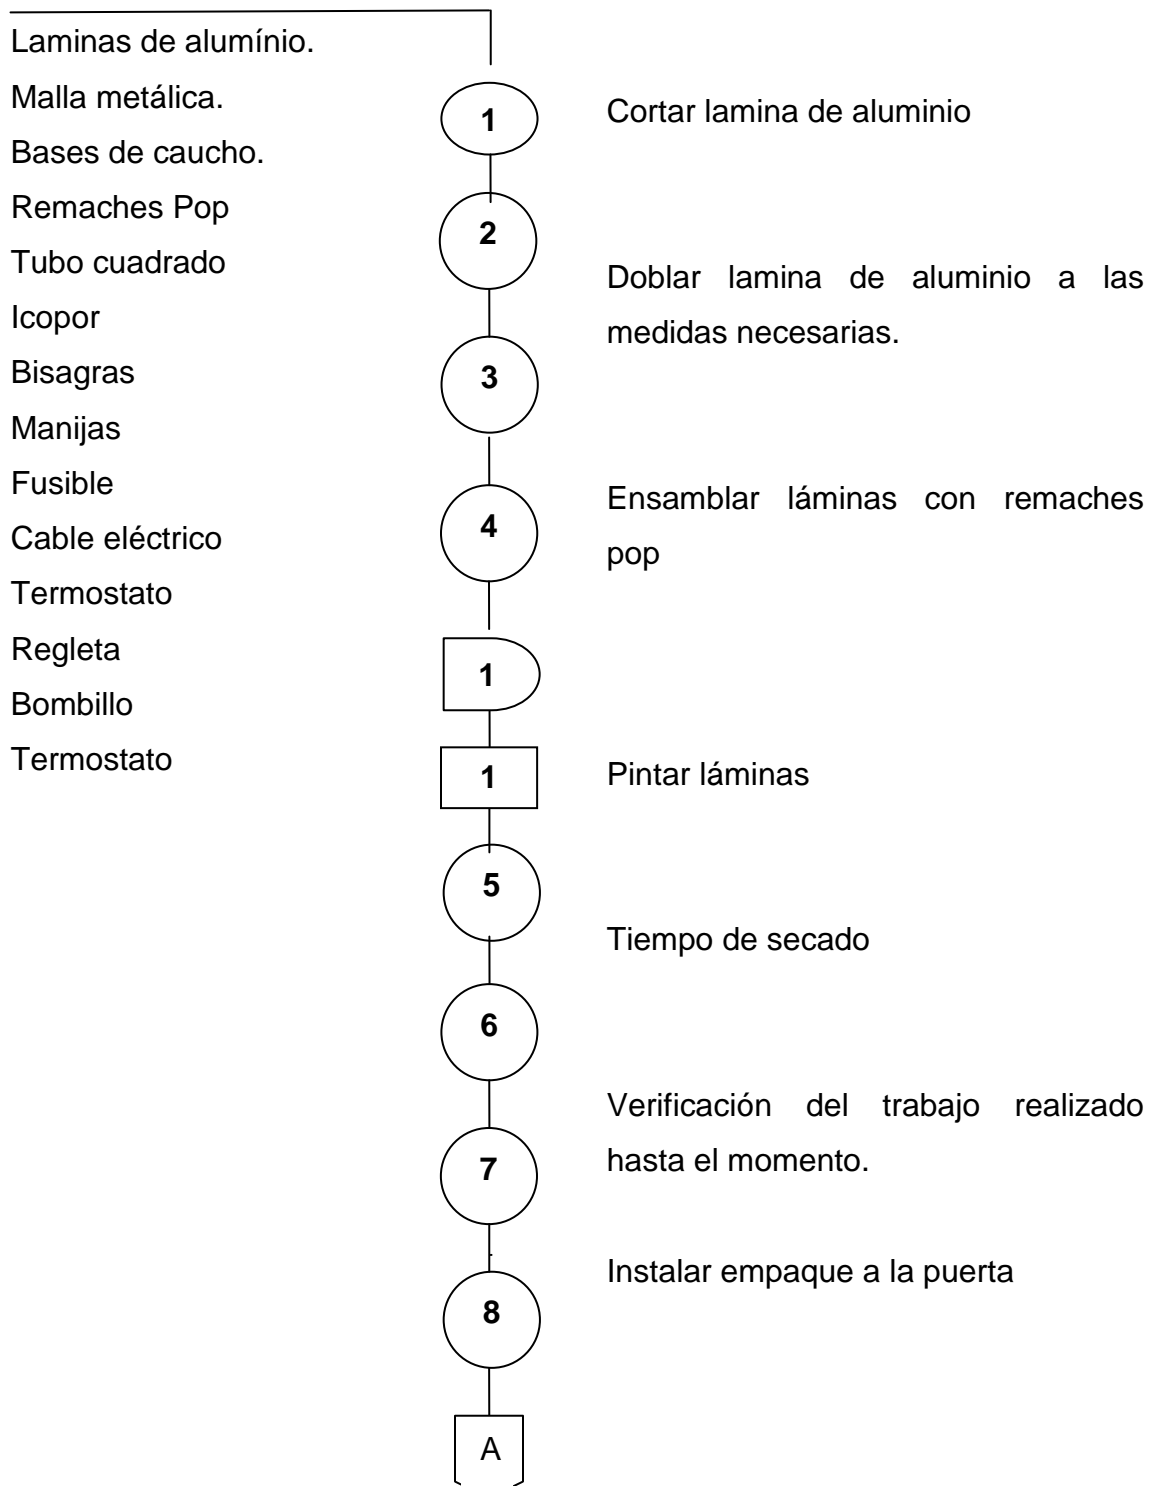 Laminas de alumínio.
Malla metálica.
Bases de caucho.
Remaches Pop
Tubo cuadrado
Icopor
Bisagras
Manijas
Fusible
Cable eléctrico
Termostato
Regleta
Bombillo
Termostato
1
2
3
4
1
1
5
6
7
8
A
Cortar lamina de aluminio
Doblar lamina de aluminio a las
medidas necesarias.
Ensamblar láminas con remaches
pop
Pintar láminas
Tiempo de secado
Verificación del trabajo realizado
hasta el momento.
Instalar empaque a la puerta